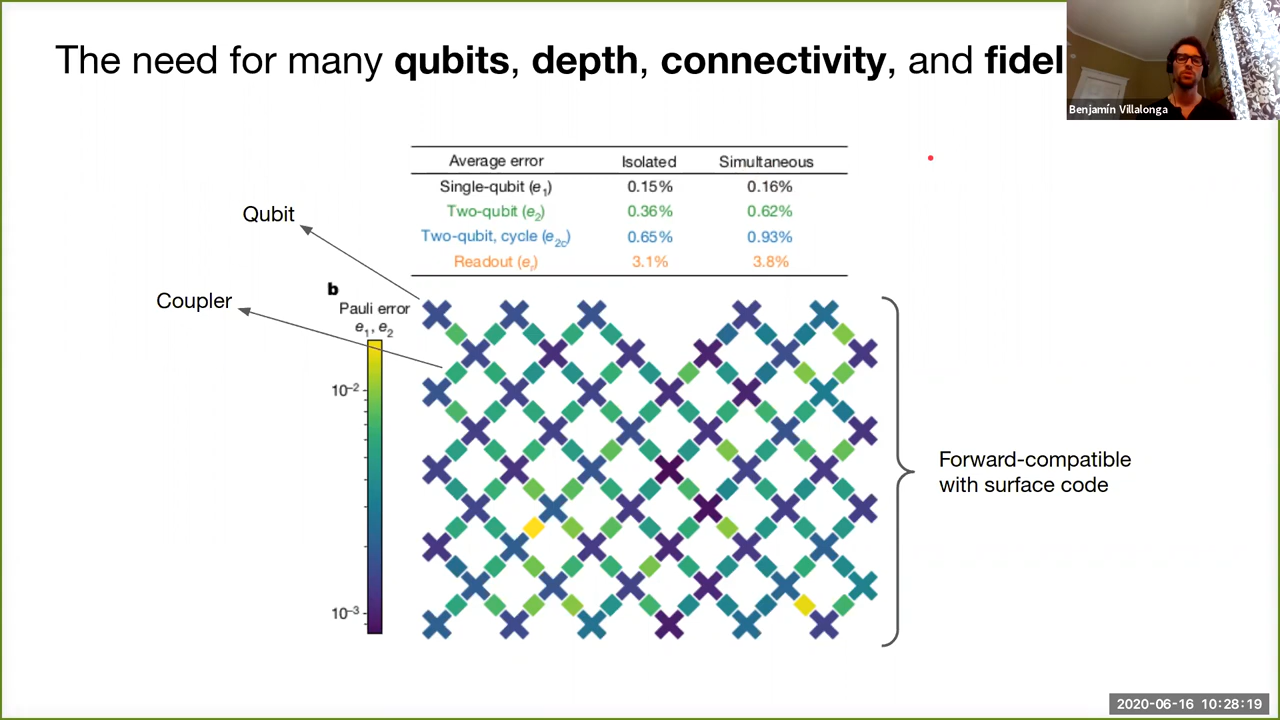 The need for many qubits, depth, connectivity, and fidel
Benjamín Villalonga
Average error Isolated Simultaneous
Single-qubit (e1) 0.15% 0.16%
Two-qubit (e2) 0.36% 0.62%
Two-qubit, cycle (e2c) 0.65% 0.93%
Readout (er) 3.1% 3.8%
Qubit
Coupler
b
Pauli error
e1, e2
10−2
10−3
Forward-compatible
with surface code
2020-06-16 10:28:19